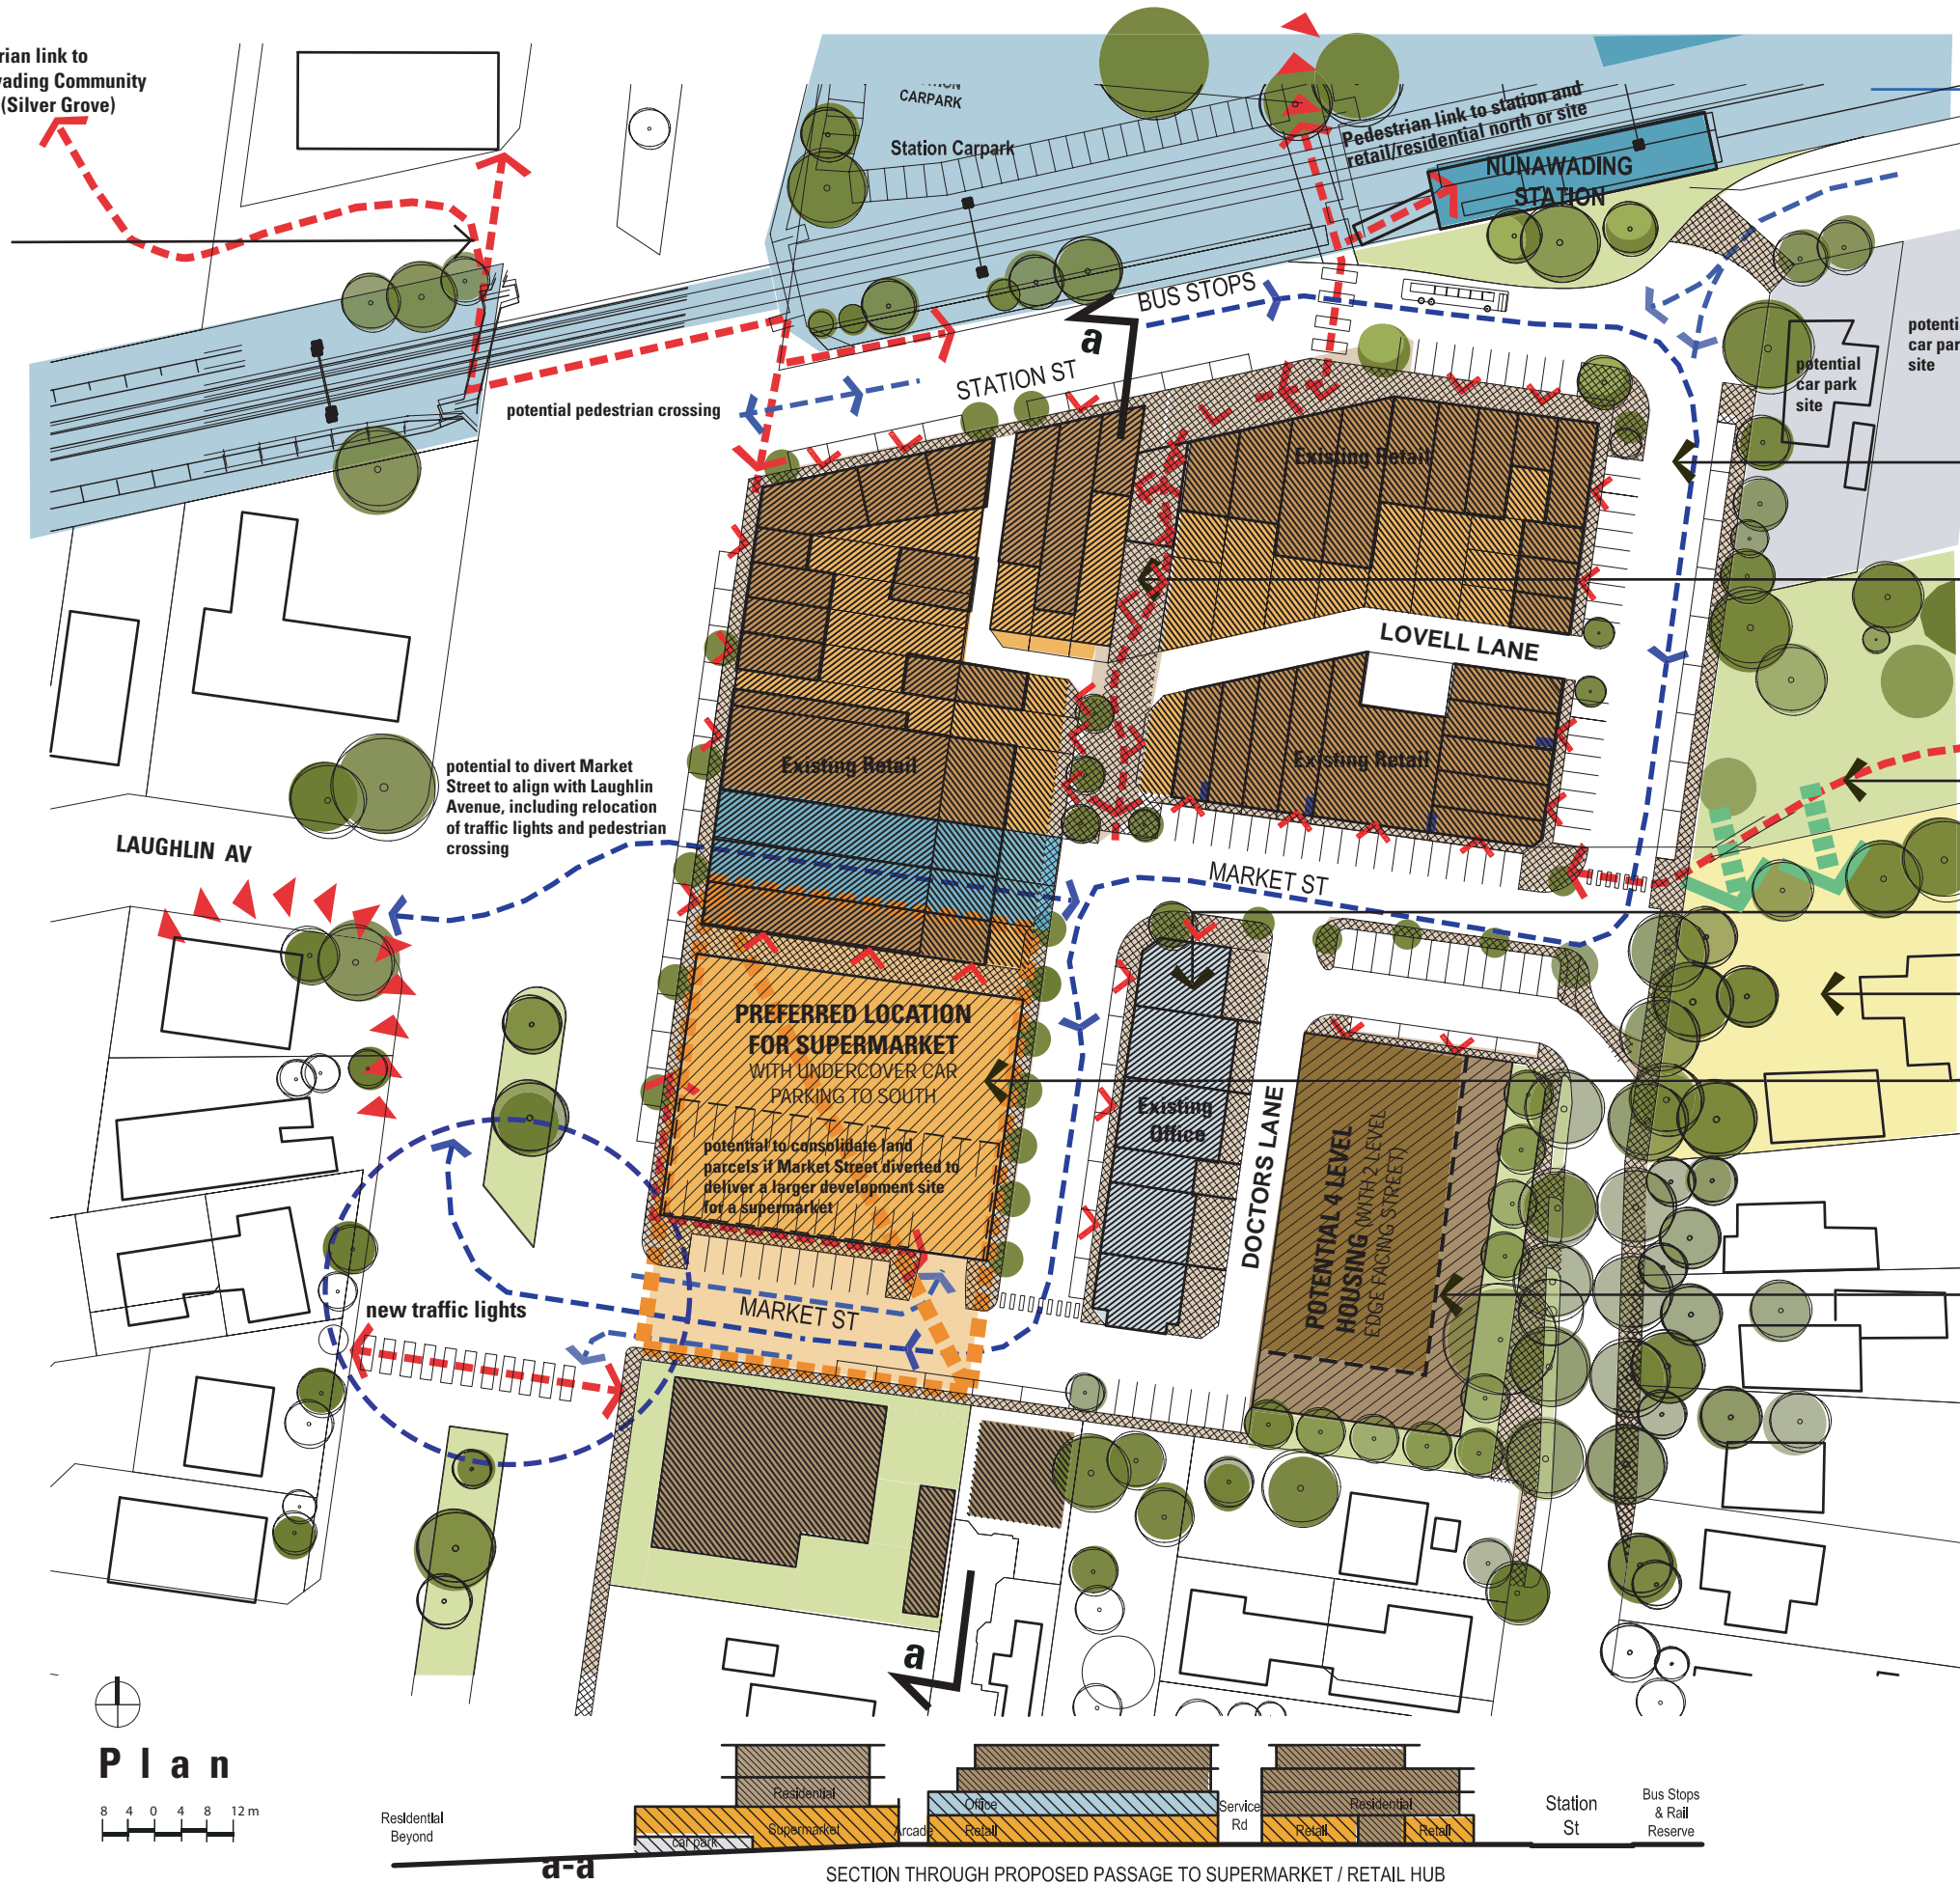 rian link to
ading Community
(Silver Grove)
CARPARK
Station Carpark
Pedestrian link to station and
retail/residential north or site
NUNAWADING
STATION
BUS STOPS
a
STATION ST
potential pedestrian crossing
potential
car park
site
potenti
car par
site
Existing Retail
LOVELL LANE
Existing Retail
Existing Retail
potential to divert Market
Street to align with Laughlin
Avenue, including relocation
of traffic lights and pedestrian
crossing
LAUGHLIN AV
MARKET ST
PREFERRED LOCATION
FOR SUPERMARKET
WITH UNDERCOVER CAR
PARKING TO SOUTH
potential to consolidate land
parcels if Market Street diverted to
deliver a larger development site
for a supermarket
Existing
Office
DOCTORS LANE
POTENTIAL 4 LEVEL
HOUSING (WITH 2 LEVEL
EDGE FACING STREET)
new traffic lights
MARKET ST
a
Plan
8 4 0 4 8 12 m
Residential
Beyond
Residential
Supermarket
car park
Arcade
Office
Retail
Service
Rd
Residential
Retail
Retail
Station
St
Bus Stops
& Rail
Reserve
a-a
SECTION THROUGH PROPOSED PASSAGE TO SUPERMARKET / RETAIL HUB